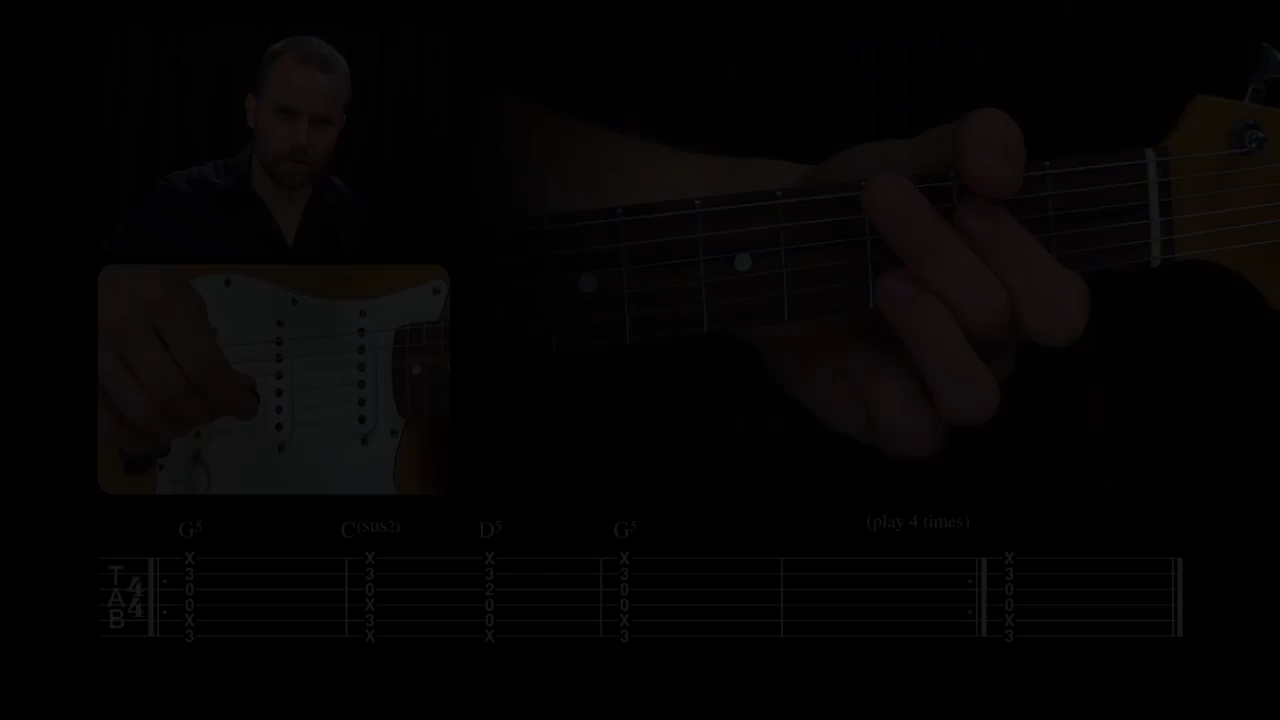 G5 C(sus2) D5 G5 (play 4 times)
X X X X X
T 3 3 3 3 3
4 0 0 2 0 0
A 4 0 X 0 0 0
B X 3 0 X X
3 X X 3 3